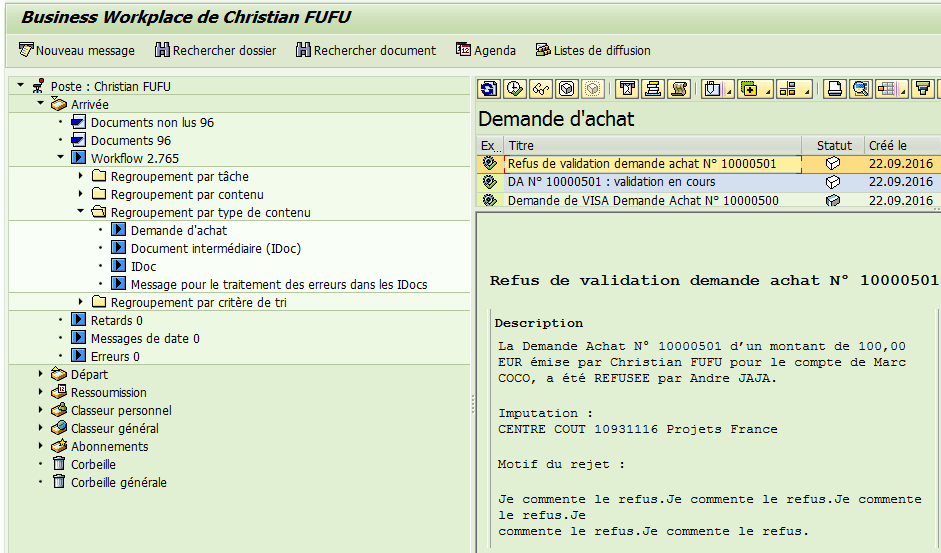 Business Workplace de Christian FUFU
Nouveau message Rechercher dossier Rechercher document Agenda Listes de diffusion
Poste : Christian FUFU
Arrivée
Documents non lus 96
Documents 96
Workflow 2.765
Regroupement par tâche
Regroupement par contenu
Regroupement par type de contenu
Demande d'achat
Document intermédiaire (IDoc)
IDoc
Message pour le traitement des erreurs dans les IDocs
Regroupement par critère de tri
Retards 0
Messages de date 0
Erreurs 0
Départ
Ressoumission
Classeur personnel
Classeur général
Abonnements
Corbeille
Corbeille générale
Demande d'achat
Ex... Titre Statut Créé le
Refus de validation demande achat N° 10000501 22.09.2016
DA N° 10000501 : validation en cours 22.09.2016
Demande de VISA Demande Achat N° 10000500 22.09.2016
Refus de validation demande achat N° 10000501
Description
La Demande Achat N° 10000501 d’un montant de 100,00
EUR émise par Christian FUFU pour le compte de Marc
COCO, a été REFUSEE par Andre JAJA.
Imputation :
CENTRE COUT 10931116 Projets France
Motif du rejet :
Je commente le refus.Je commente le refus.Je commente
le refus.Je
commente le refus.Je commente le refus.